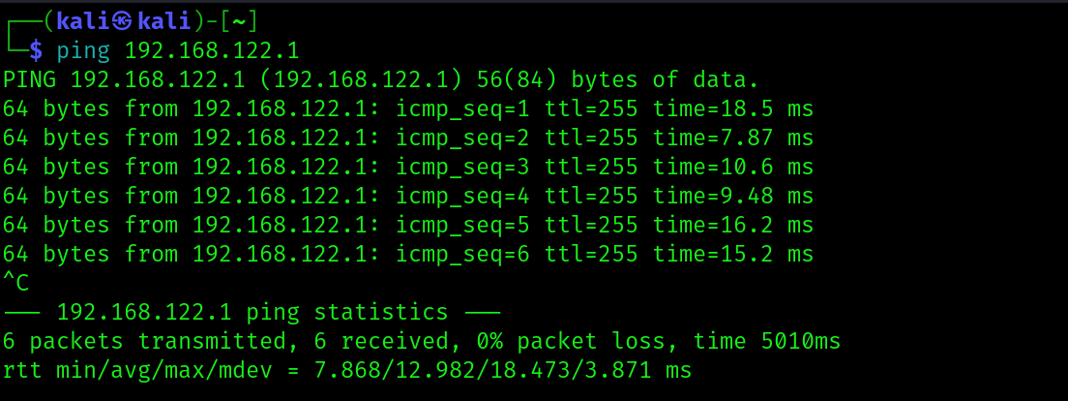 ┌──(kali㉿kali)-[~]
└─$ ping 192.168.122.1
PING 192.168.122.1 (192.168.122.1) 56(84) bytes of data.
64 bytes from 192.168.122.1: icmp_seq=1 ttl=255 time=18.5 ms
64 bytes from 192.168.122.1: icmp_seq=2 ttl=255 time=7.87 ms
64 bytes from 192.168.122.1: icmp_seq=3 ttl=255 time=10.6 ms
64 bytes from 192.168.122.1: icmp_seq=4 ttl=255 time=9.48 ms
64 bytes from 192.168.122.1: icmp_seq=5 ttl=255 time=16.2 ms
64 bytes from 192.168.122.1: icmp_seq=6 ttl=255 time=15.2 ms
^C
--- 192.168.122.1 ping statistics ---
6 packets transmitted, 6 received, 0% packet loss, time 5010ms
rtt min/avg/max/mdev = 7.868/12.982/18.473/3.871 ms